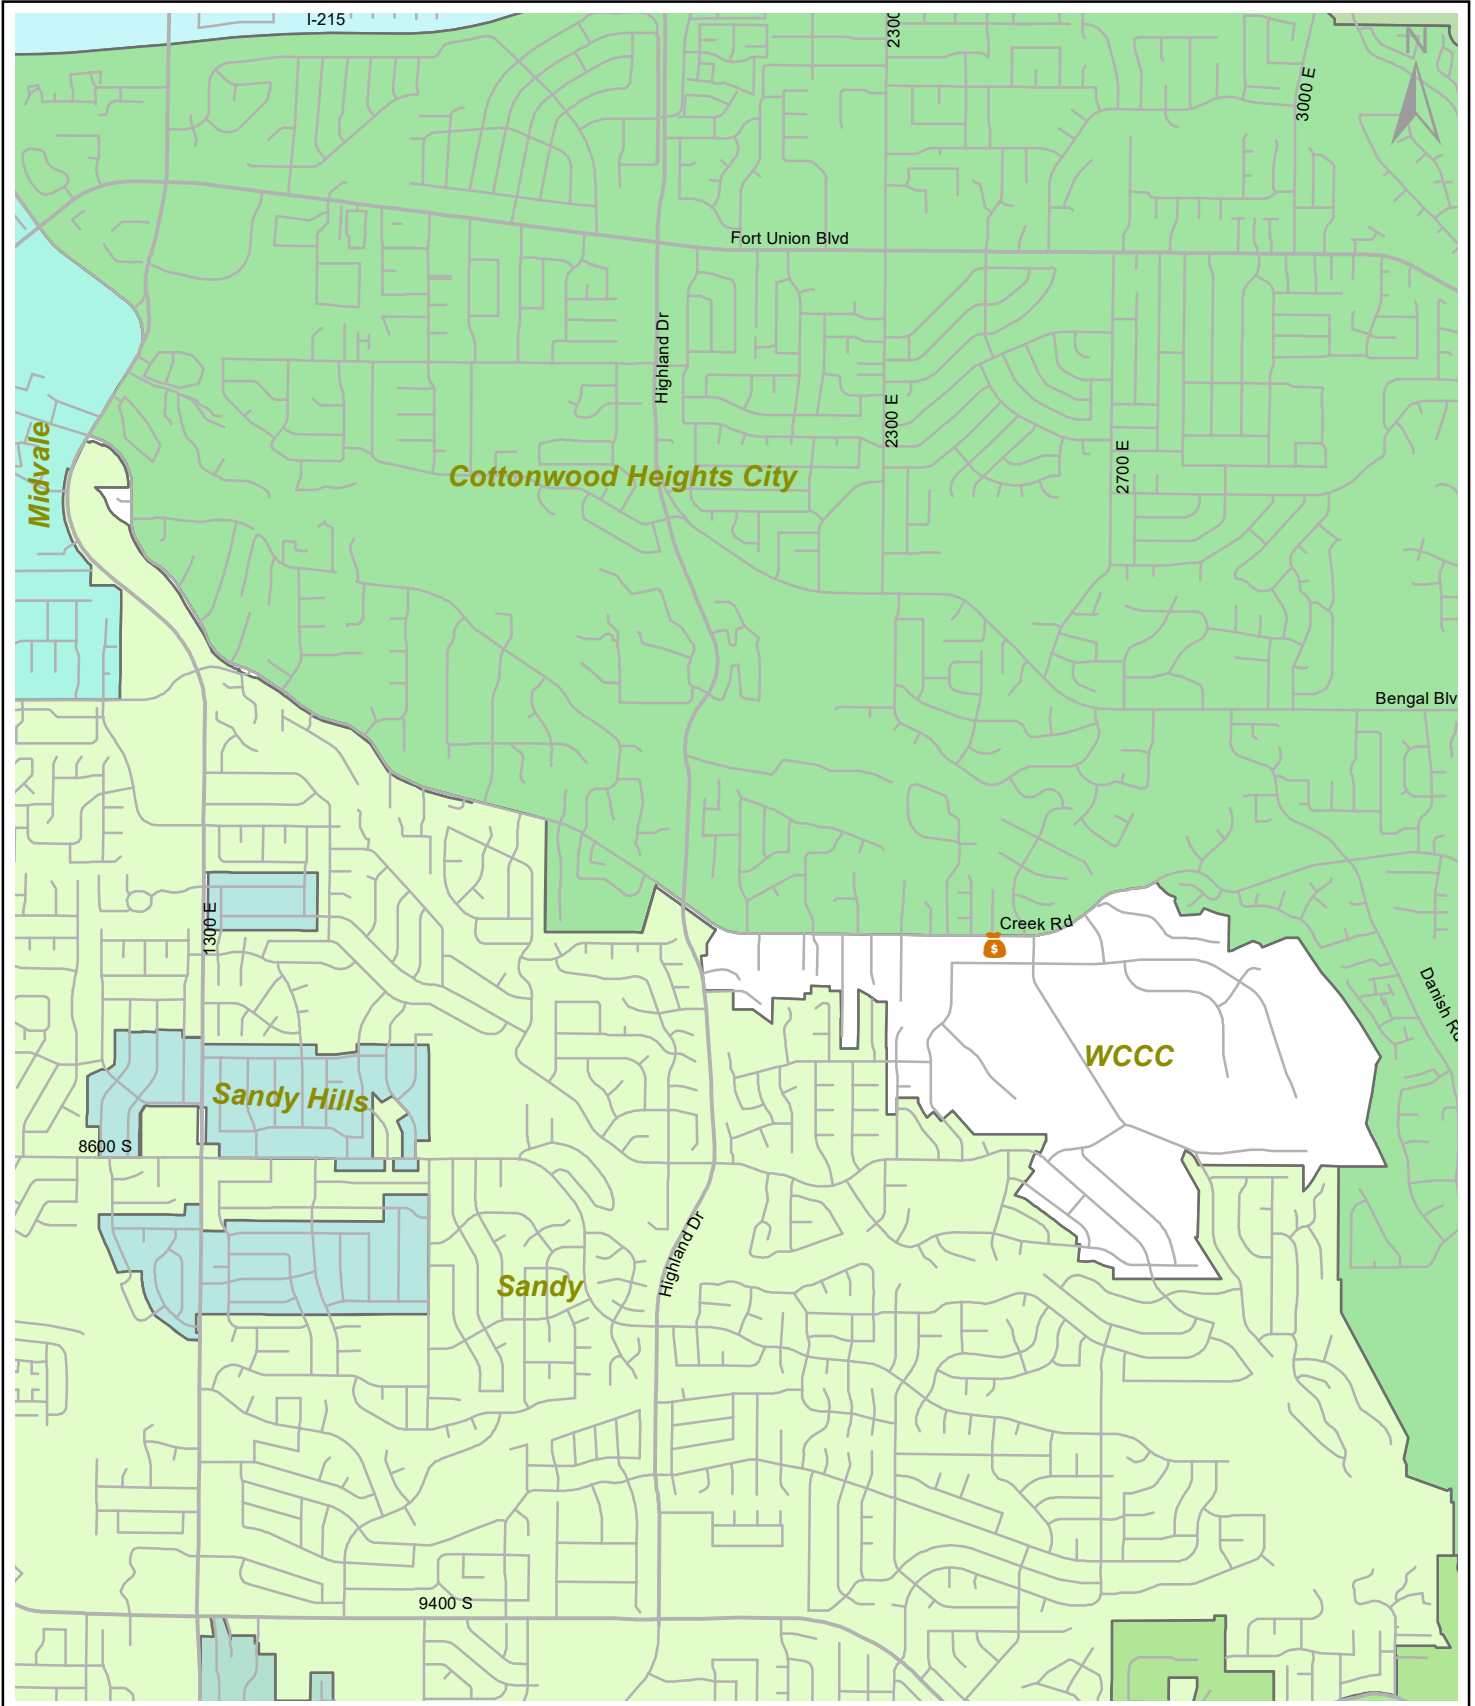 I-215
2300
3000 E
N
Fort Union Blvd
Highland Dr
2300 E
2700 E
Midvale
Cottonwood Heights City
Bengal Blv
1300 E
Creek Rd
$
Danish Rd
WCCC
Sandy Hills
8600 S
Highland Dr
Sandy
9400 S